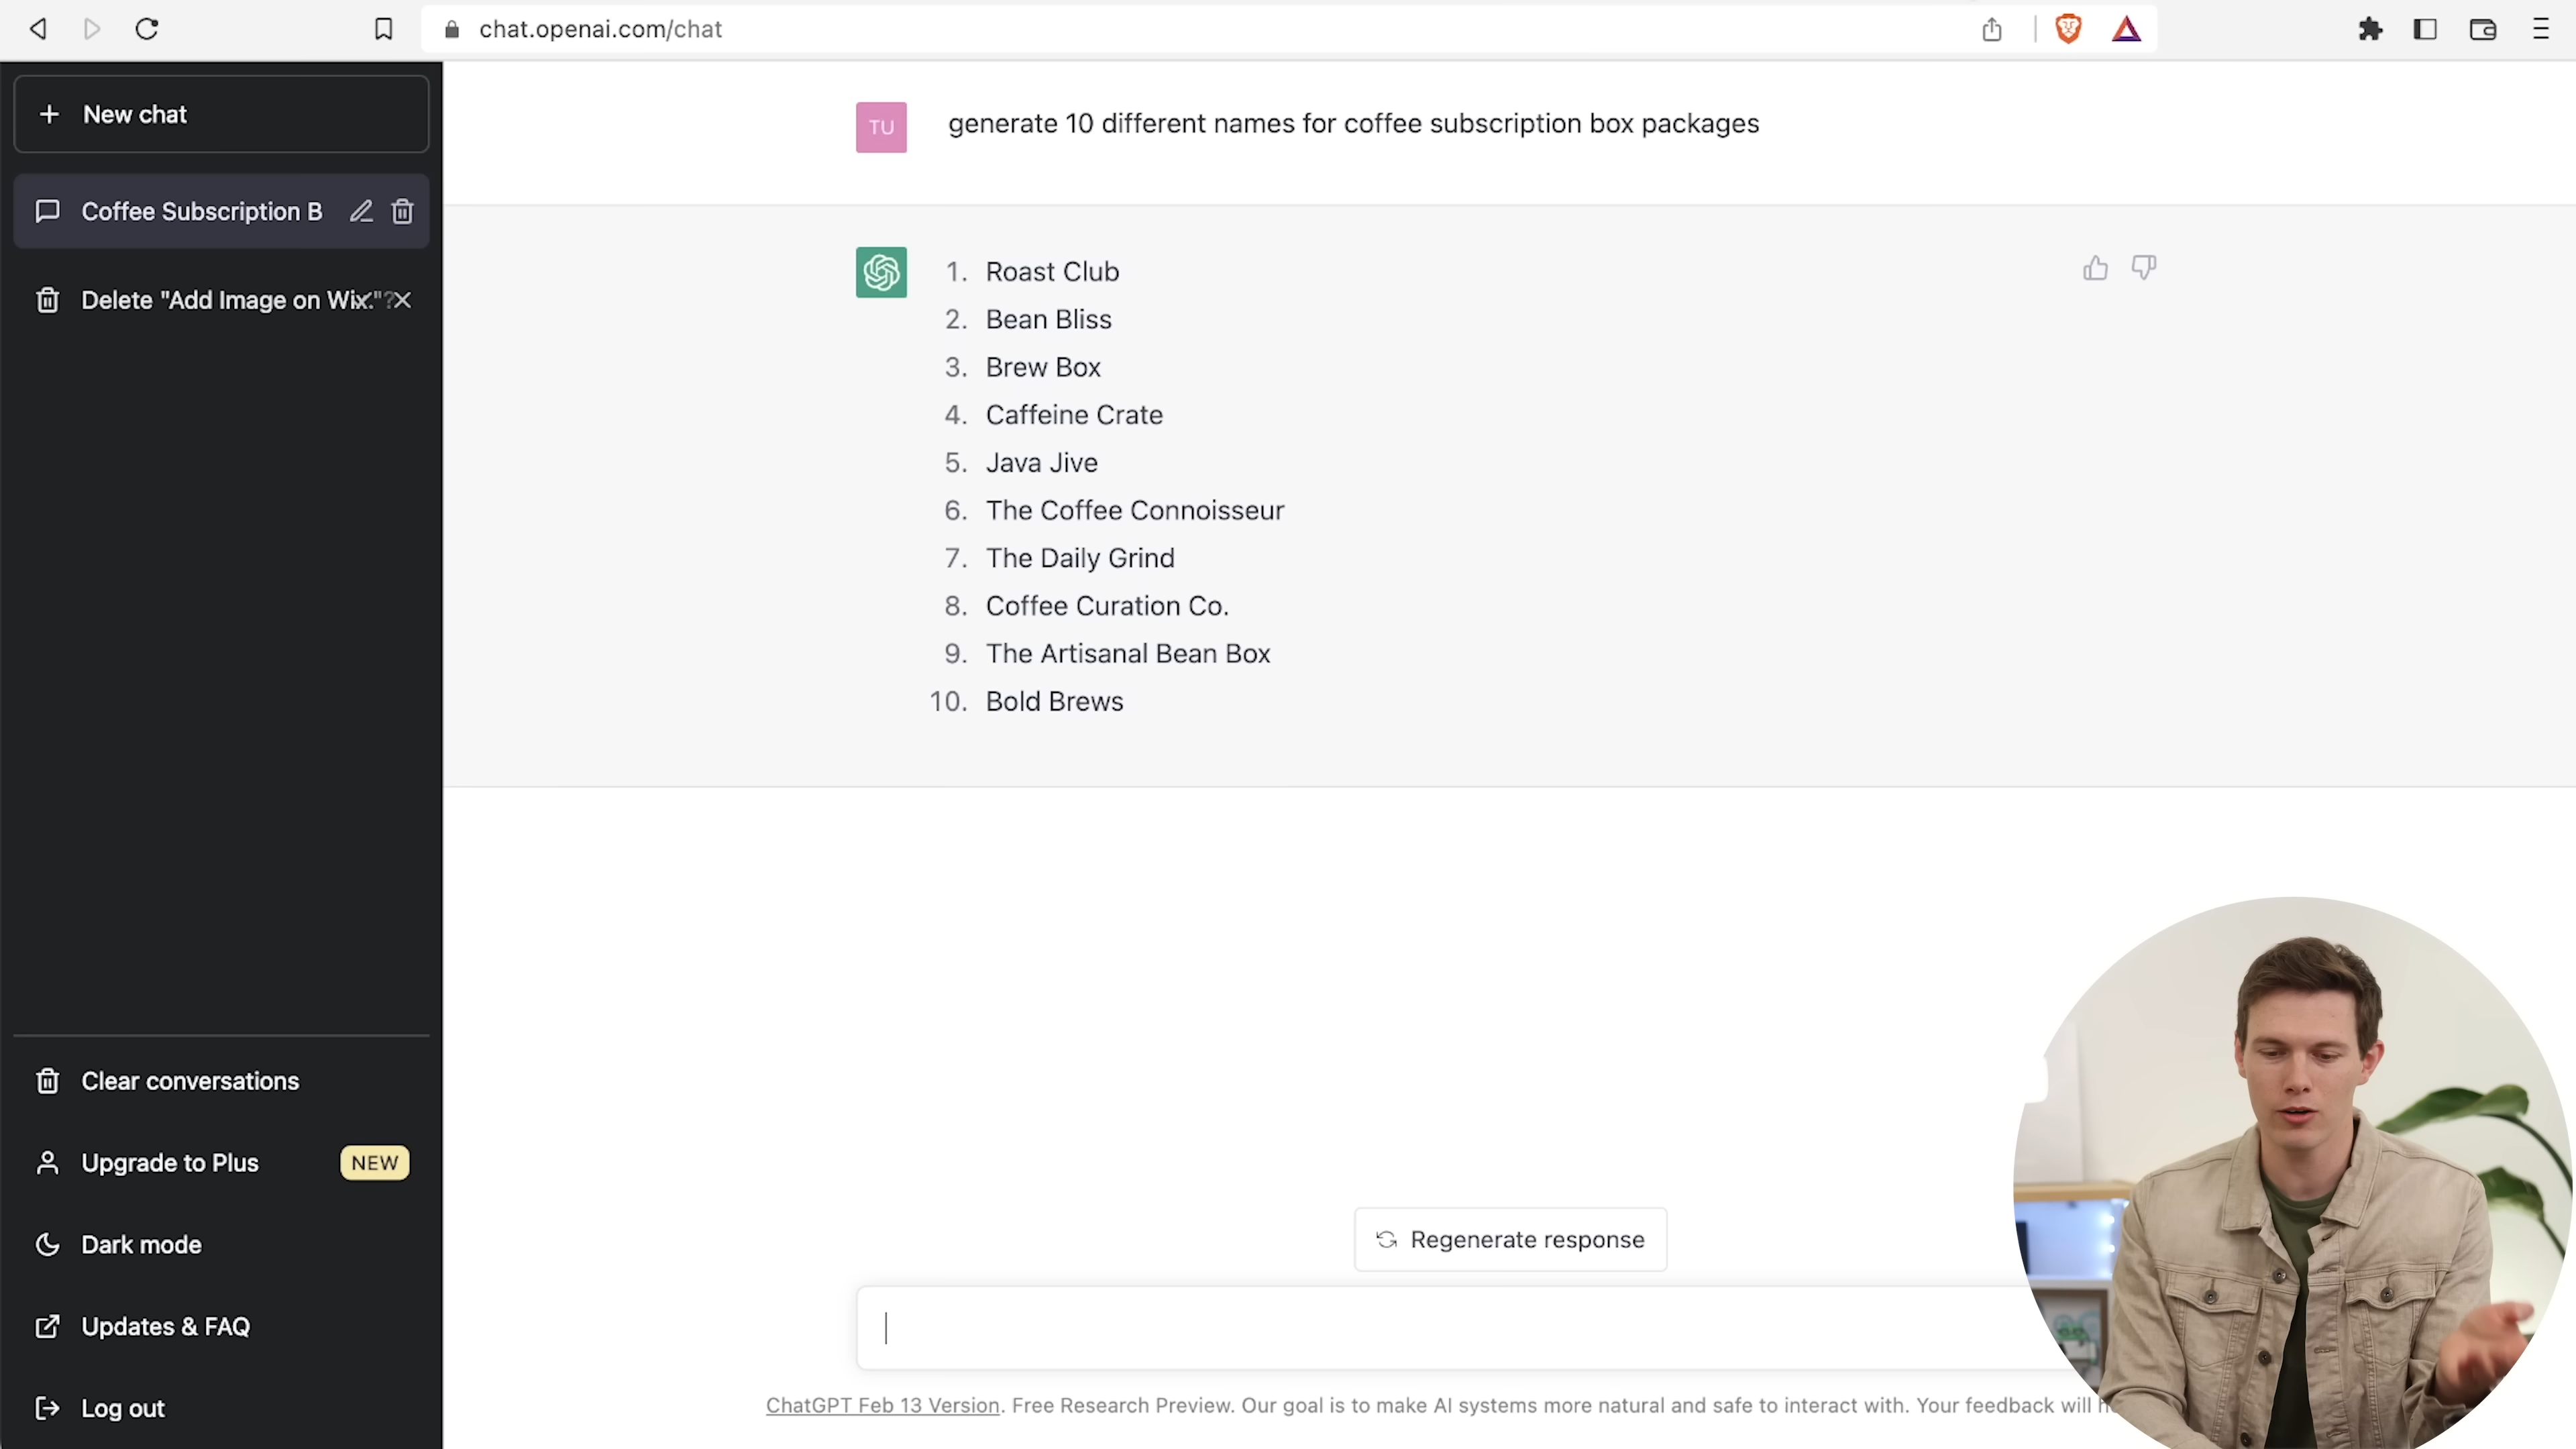 chat.openai.com/chat
New chat
Coffee Subscription B
Delete "Add Image on Wix."?
Clear conversations
Upgrade to Plus NEW
Dark mode
Updates & FAQ
Log out
TU generate 10 different names for coffee subscription box packages
1. Roast Club
2. Bean Bliss
3. Brew Box
4. Caffeine Crate
5. Java Jive
6. The Coffee Connoisseur
7. The Daily Grind
8. Coffee Curation Co.
9. The Artisanal Bean Box
10. Bold Brews
Regenerate response
ChatGPT Feb 13 Version. Free Research Preview. Our goal is to make AI systems more natural and safe to interact with. Your feedback will